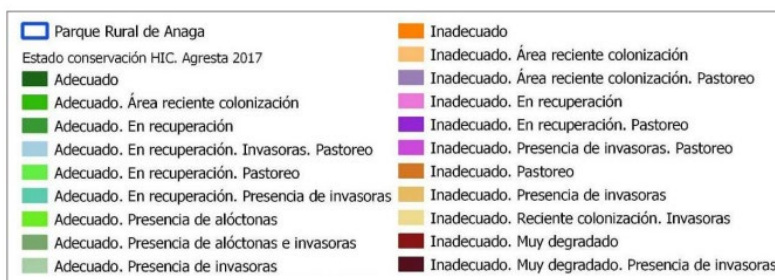 Parque Rural de Anaga
Estado conservación HIC. Agresta 2017
Adecuado
Adecuado. Área reciente colonización
Adecuado. En recuperación
Adecuado. En recuperación. Invasoras. Pastoreo
Adecuado. En recuperación. Pastoreo
Adecuado. En recuperación. Presencia de invasoras
Adecuado. Presencia de alóctonas
Adecuado. Presencia de alóctonas e invasoras
Adecuado. Presencia de invasoras
Inadecuado
Inadecuado. Área reciente colonización
Inadecuado. Área reciente colonización. Pastoreo
Inadecuado. En recuperación
Inadecuado. En recuperación. Pastoreo
Inadecuado. Presencia de invasoras. Pastoreo
Inadecuado. Pastoreo
Inadecuado. Presencia de invasoras
Inadecuado. Reciente colonización. Invasoras
Inadecuado. Muy degradado
Inadecuado. Muy degradado. Presencia de invasoras